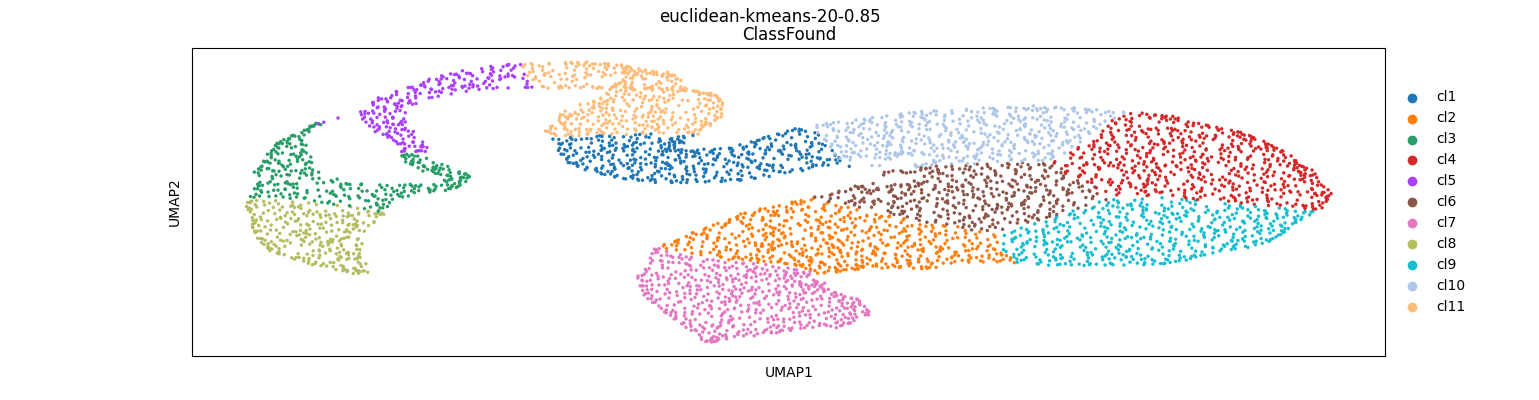 euclidean-kmeans-20-0.85
ClassFound
UMAP2
UMAP1
cl1
cl2
cl3
cl4
cl5
cl6
cl7
cl8
cl9
cl10
cl11